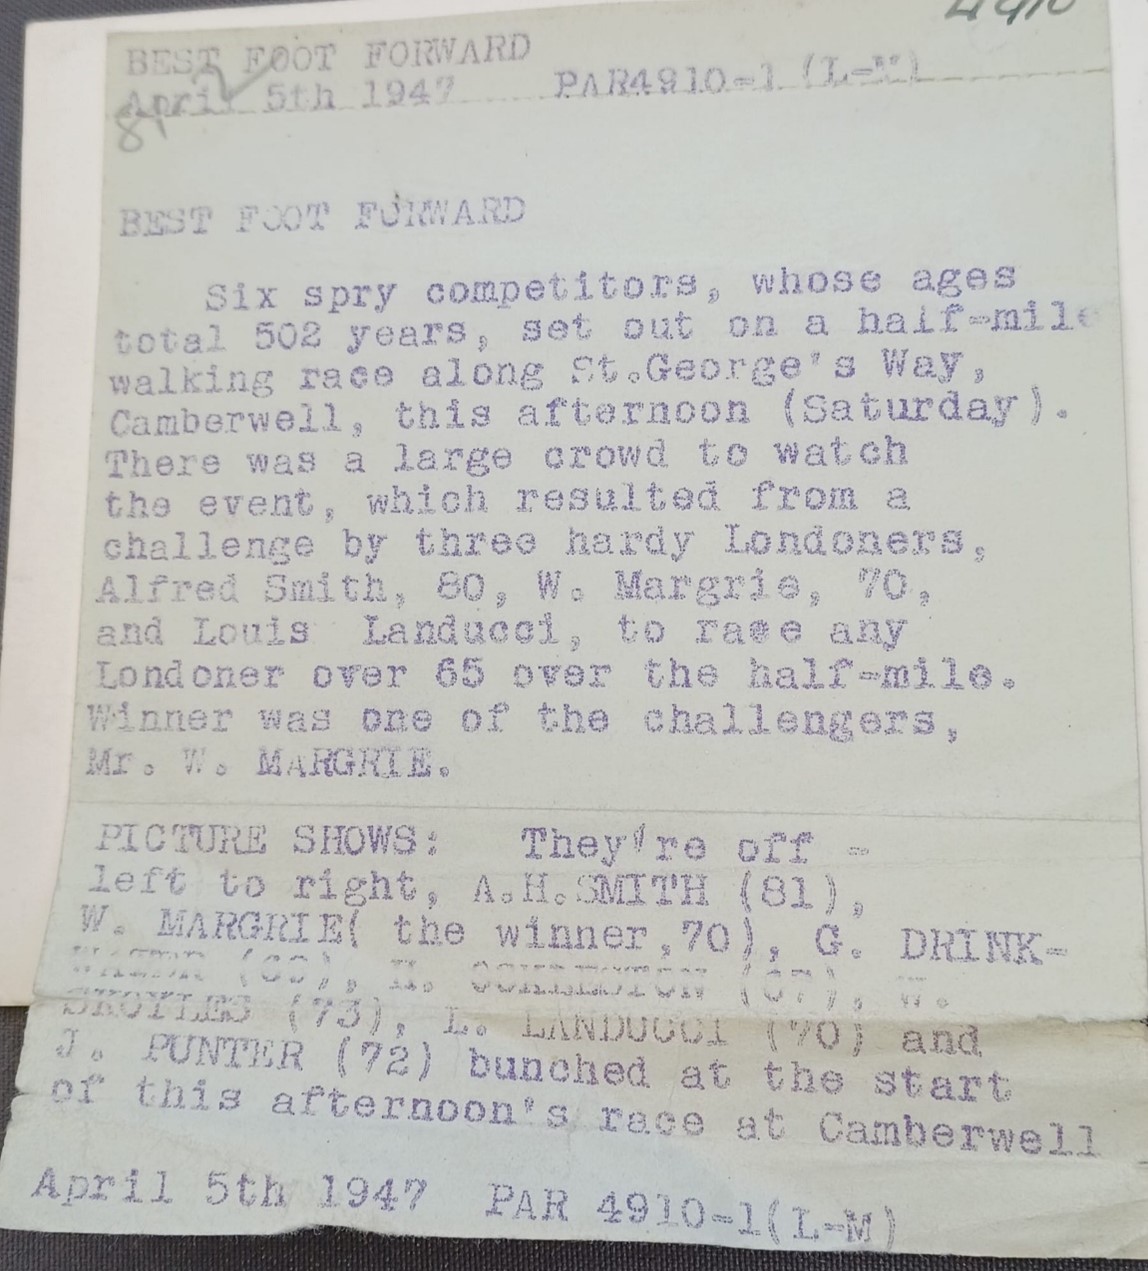 4910
BEST FOOT FORWARD
April 5th 1947 PAR4910-1 (L-M)
81
BEST FOOT FORWARD
Six spry competitors, whose ages
total 502 years, set out on a half-mile
walking race along St.George's Way,
Camberwell, this afternoon (Saturday).
There was a large crowd to watch
the event, which resulted from a
challenge by three hardy Londoners,
Alfred Smith, 80, W. Margrie, 70,
and Louis Landucci, to race any
Londoner over 65 over the half-mile.
Winner was one of the challengers,
Mr. W. MARGRIE.
PICTURE SHOWS: They're off -
left to right, A.H.SMITH (81),
W. MARGRIE( the winner,70), G. DRINK-
WATER H. W.
(73), L. LANDUCCI (70) and
J. PUNTER (72) bunched at the start
of this afternoon's race at Camberwell
April 5th 1947 PAR 4910-1(L-M)